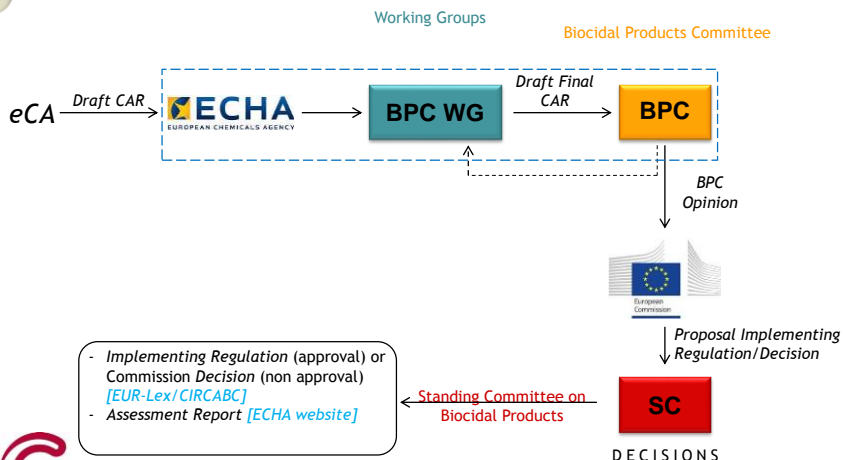 Working Groups
Biocidal Products Committee
eCA
Draft CAR
ECHA
EUROPEAN CHEMICALS AGENCY
BPC WG
Draft Final
CAR
BPC
BPC
Opinion
European
Commission
Proposal Implementing
Regulation/Decision
- Implementing Regulation (approval) or
Commission Decision (non approval)
[EUR-Lex/CIRCABC]
- Assessment Report [ECHA website]
Standing Committee on
Biocidal Products
SC
DECISIONS